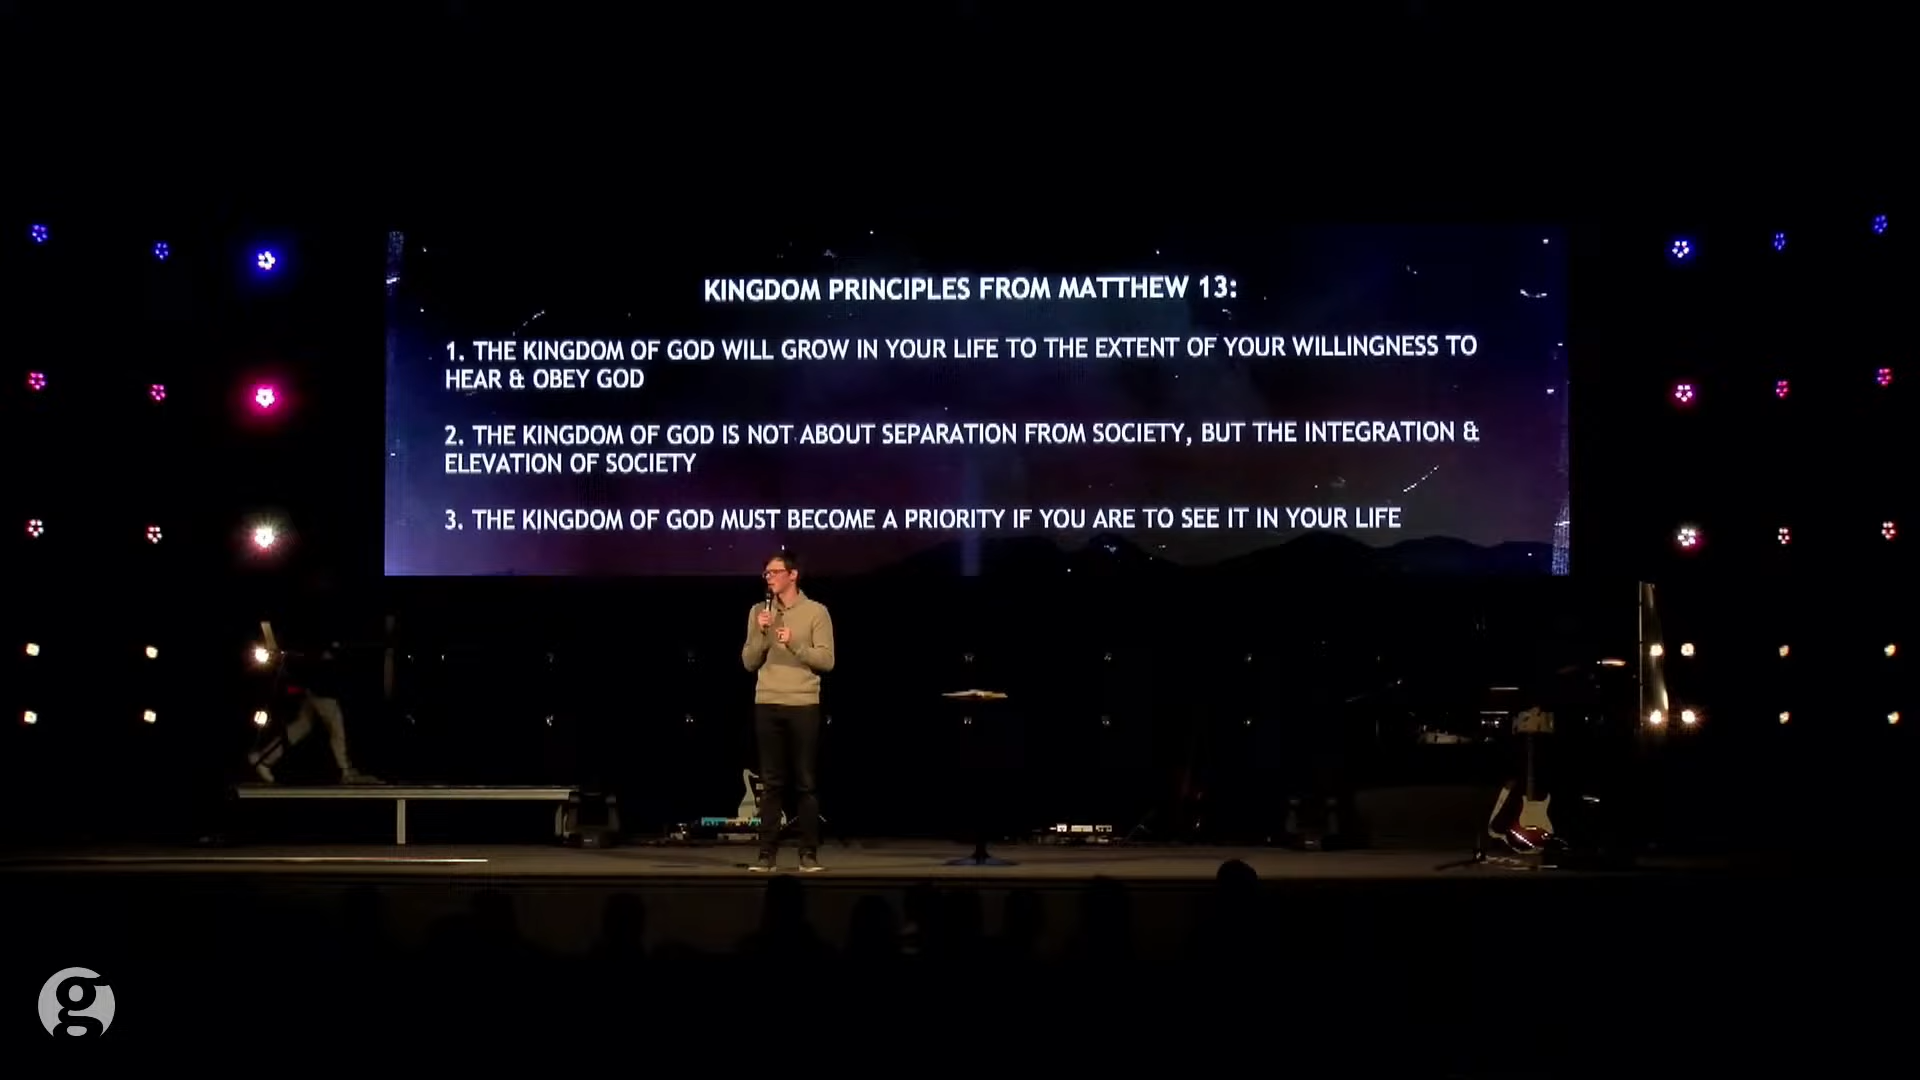 KINGDOM PRINCIPLES FROM MATTHEW 13:
1. THE KINGDOM OF GOD WILL GROW IN YOUR LIFE TO THE EXTENT OF YOUR WILLINGNESS TO
HEAR & OBEY GOD
2. THE KINGDOM OF GOD IS NOT ABOUT SEPARATION FROM SOCIETY, BUT THE INTEGRATION &
ELEVATION OF SOCIETY
3. THE KINGDOM OF GOD MUST BECOME A PRIORITY IF YOU ARE TO SEE IT IN YOUR LIFE
g